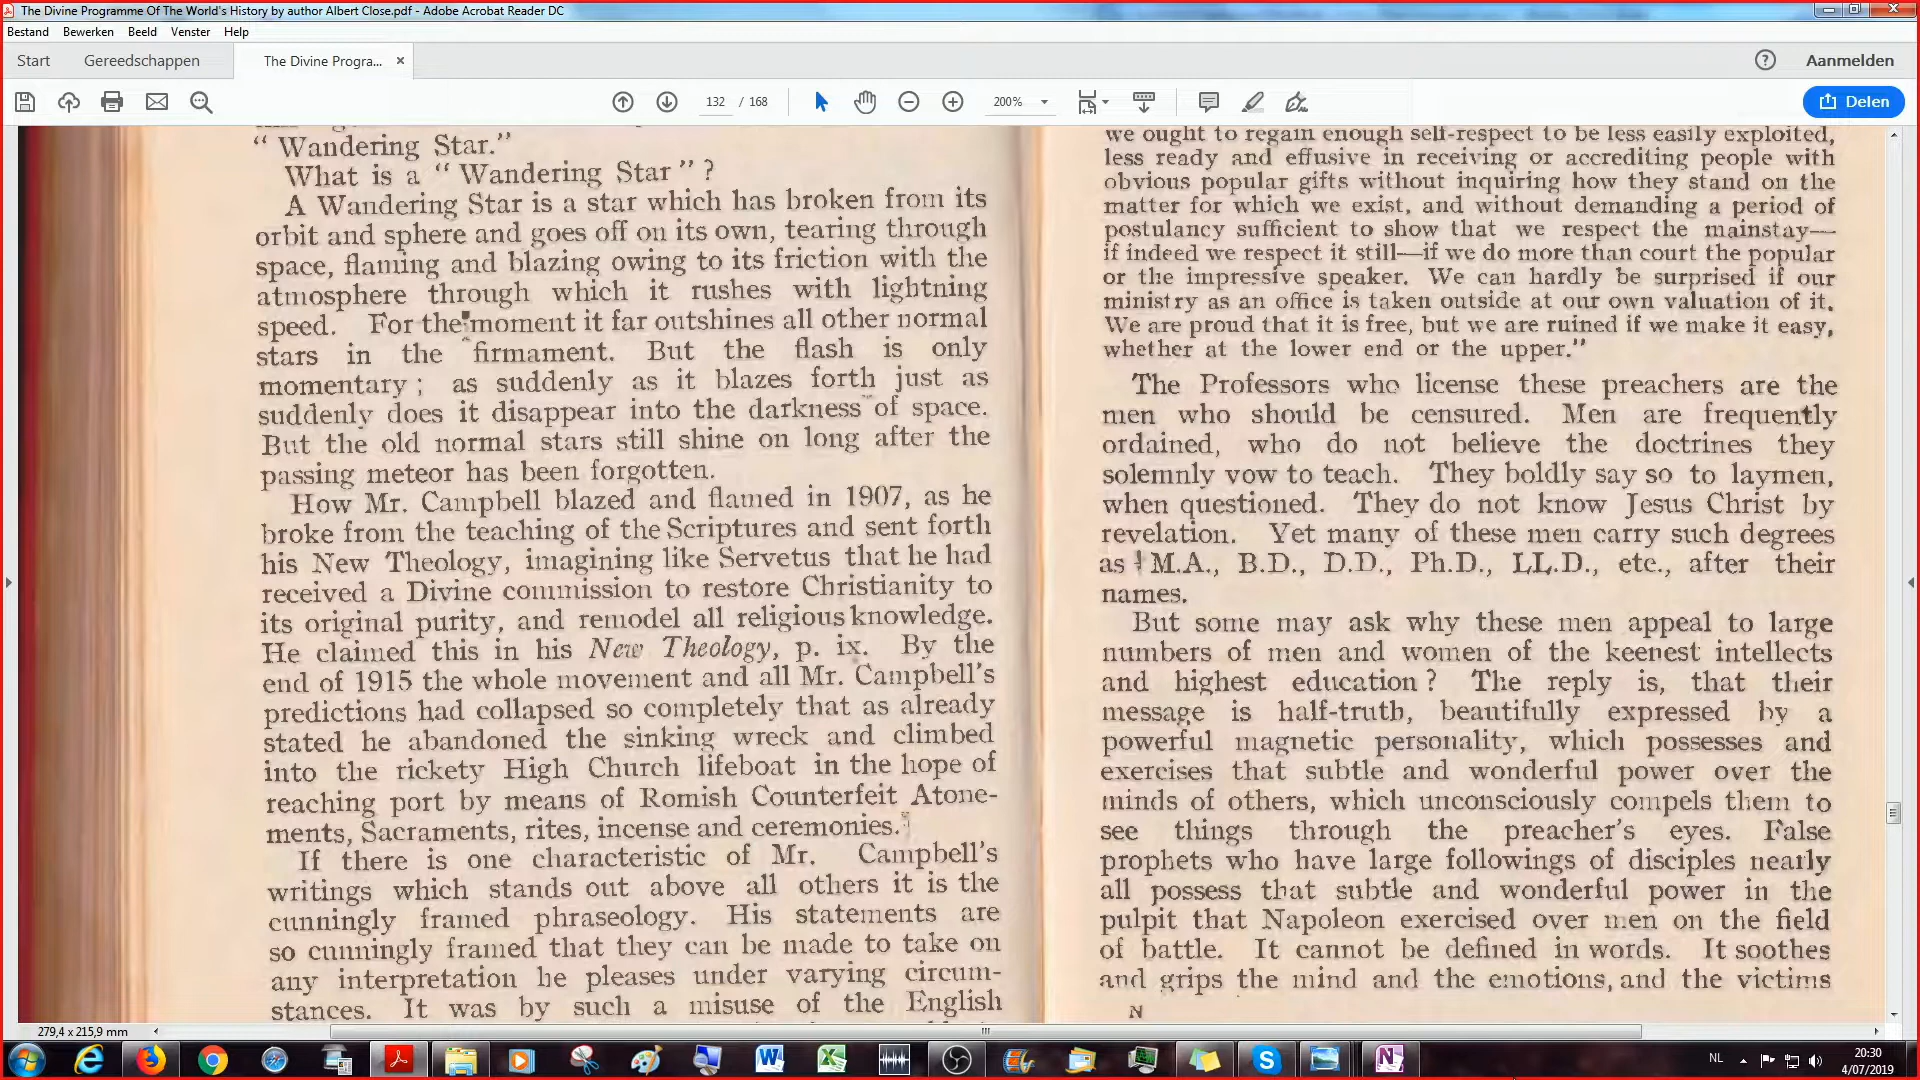 The Divine Programme Of The World's History by author Albert Close.pdf - Adobe Acrobat Reader DC
Bestand Bewerken Beeld Venster Help
Start Gereedschappen The Divine Progra... Aanmelden
132 / 168 200% Delen
“ Wandering Star.”
What is a “ Wandering Star ” ?
A Wandering Star is a star which has broken from its
orbit and sphere and goes off on its own, tearing through
space, flaming and blazing owing to its friction with the
atmosphere through which it rushes with lightning
speed. For the moment it far outshines all other normal
stars in the firmament. But the flash is only
momentary ; as suddenly as it blazes forth just as
suddenly does it disappear into the darkness of space.
But the old normal stars still shine on long after the
passing meteor has been forgotten.
How Mr. Campbell blazed and flamed in 1907, as he
broke from the teaching of the Scriptures and sent forth
his New Theology, imagining like Servetus that he had
received a Divine commission to restore Christianity to
its original purity, and remodel all religious knowledge.
He claimed this in his New Theology, p. ix. By the
end of 1915 the whole movement and all Mr. Campbell's
predictions had collapsed so completely that as already
stated he abandoned the sinking wreck and climbed
into the rickety High Church lifeboat in the hope of
reaching port by means of Romish Counterfeit Atone-
ments, Sacraments, rites, incense and ceremonies.
If there is one characteristic of Mr. Campbell's
writings which stands out above all others it is the
cunningly framed phraseology. His statements are
so cunningly framed that they can be made to take on
any interpretation he pleases under varying circum-
stances. It was by such a misuse of the English
we ought to regain enough self-respect to be less easily exploited,
less ready and effusive in receiving or accrediting people with
obvious popular gifts without inquiring how they stand on the
matter for which we exist, and without demanding a period of
postulancy sufficient to show that we respect the mainstay—
if indeed we respect it still—if we do more than court the popular
or the impressive speaker. We can hardly be surprised if our
ministry as an office is taken outside at our own valuation of it.
We are proud that it is free, but we are ruined if we make it easy,
whether at the lower end or the upper.”
The Professors who license these preachers are the
men who should be censured. Men are frequently
ordained, who do not believe the doctrines they
solemnly vow to teach. They boldly say so to laymen,
when questioned. They do not know Jesus Christ by
revelation. Yet many of these men carry such degrees
as M.A., B.D., D.D., Ph.D., LL.D., etc., after their
names.
But some may ask why these men appeal to large
numbers of men and women of the keenest intellects
and highest education ? The reply is, that their
message is half-truth, beautifully expressed by a
powerful magnetic personality, which possesses and
exercises that subtle and wonderful power over the
minds of others, which unconsciously compels them to
see things through the preacher's eyes. False
prophets who have large followings of disciples nearly
all possess that subtle and wonderful power in the
pulpit that Napoleon exercised over men on the field
of battle. It cannot be defined in words. It soothes
and grips the mind and the emotions, and the victims
N
279,4 x 215,9 mm
NL
20:30
4/07/2019